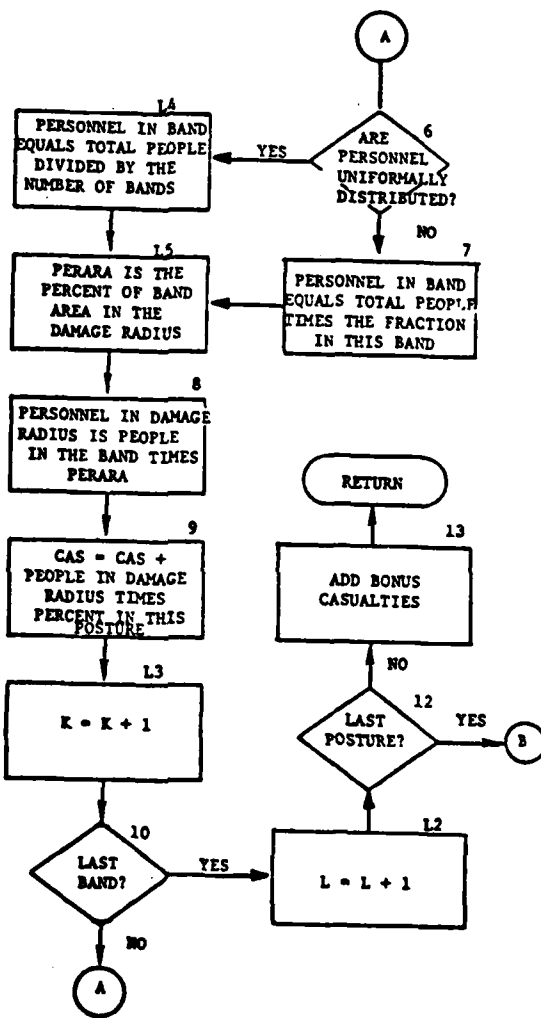 A
6
ARE
PERSONNEL
UNIFORMALLY
DISTRIBUTED?
YES
NO
L4
PERSONNEL IN BAND
EQUALS TOTAL PEOPLE
DIVIDED BY THE
NUMBER OF BANDS
7
PERSONNEL IN BAND
EQUALS TOTAL PEOPLE
TIMES THE FRACTION
IN THIS BAND
L5
PERARA IS THE
PERCENT OF BAND
AREA IN THE
DAMAGE RADIUS
8
PERSONNEL IN DAMAGE
RADIUS IS PEOPLE
IN THE BAND TIMES
PERARA
9
CAS = CAS +
PEOPLE IN DAMAGE
RADIUS TIMES
PERCENT IN THIS
POSTURE
L3
K = K + 1
10
LAST
BAND?
YES
NO
A
L2
L = L + 1
12
LAST
POSTURE?
YES
B
NO
13
ADD BONUS
CASUALTIES
RETURN